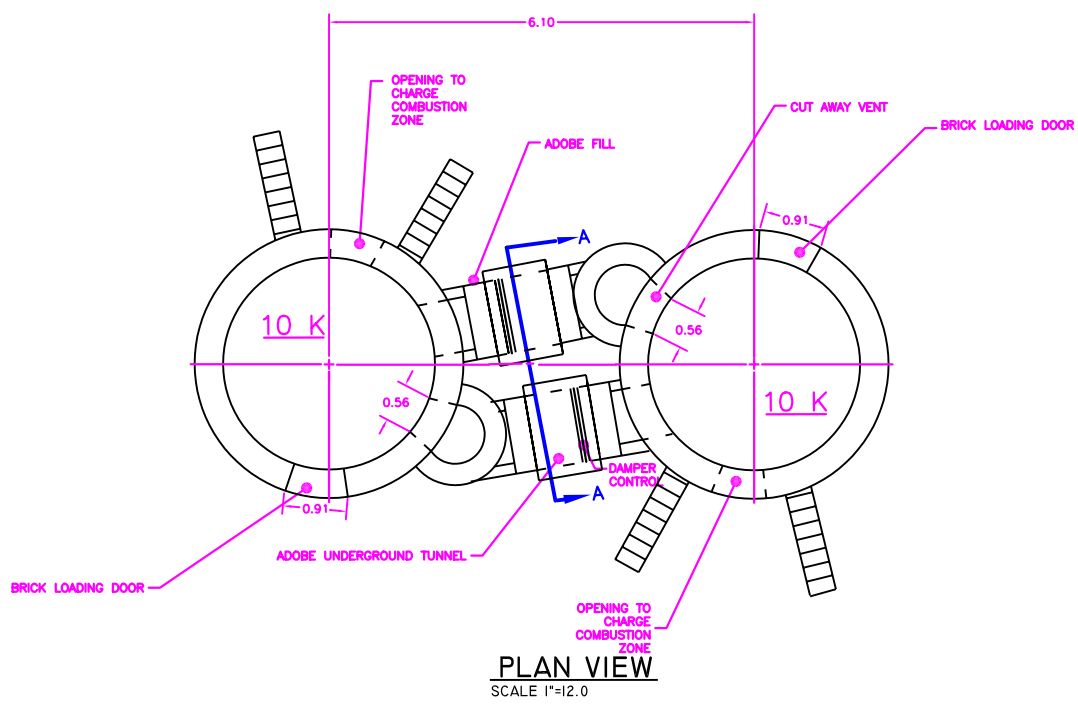 6.10
OPENING TO
CHARGE
COMBUSTION
ZONE
CUT AWAY VENT
BRICK LOADING DOOR
ADOBE FILL
0.91
A
10 K
0.56
0.56
10 K
DAMPER
CONTROL
A
0.91
ADOBE UNDERGROUND TUNNEL
BRICK LOADING DOOR
OPENING TO
CHARGE
COMBUSTION
ZONE
PLAN VIEW
SCALE 1"=12.0